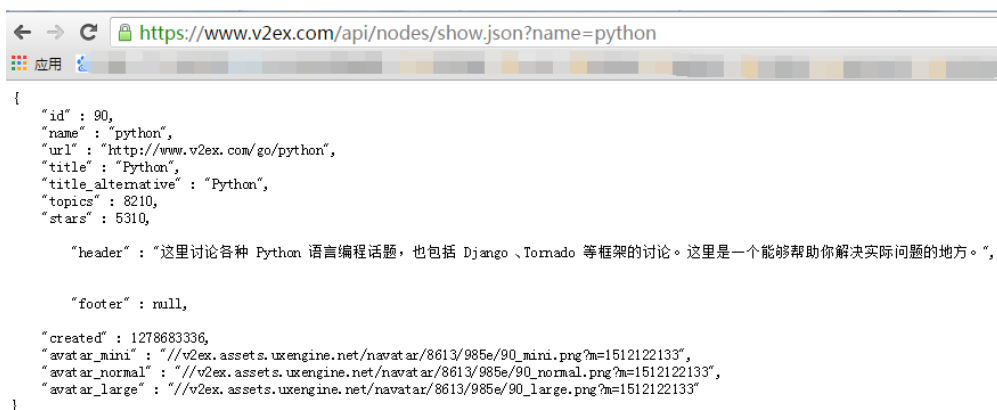 https://www.v2ex.com/api/nodes/show.json?name=python
应用
{
"id" : 90,
"name" : "python",
"url" : "http://www.v2ex.com/go/python",
"title" : "Python",
"title_alternative" : "Python",
"topics" : 8210,
"stars" : 5310,
"header" : "这里讨论各种 Python 语言编程话题，也包括 Django 、Tornado 等框架的讨论。这里是一个能够帮助你解决实际问题的地方。",
"footer" : null,
"created" : 1278683336,
"avatar_mini" : "//v2ex.assets.uxengine.net/navatar/8613/985e/90_mini.png?m=1512122133",
"avatar_normal" : "//v2ex.assets.uxengine.net/navatar/8613/985e/90_normal.png?m=1512122133",
"avatar_large" : "//v2ex.assets.uxengine.net/navatar/8613/985e/90_large.png?m=1512122133"
}